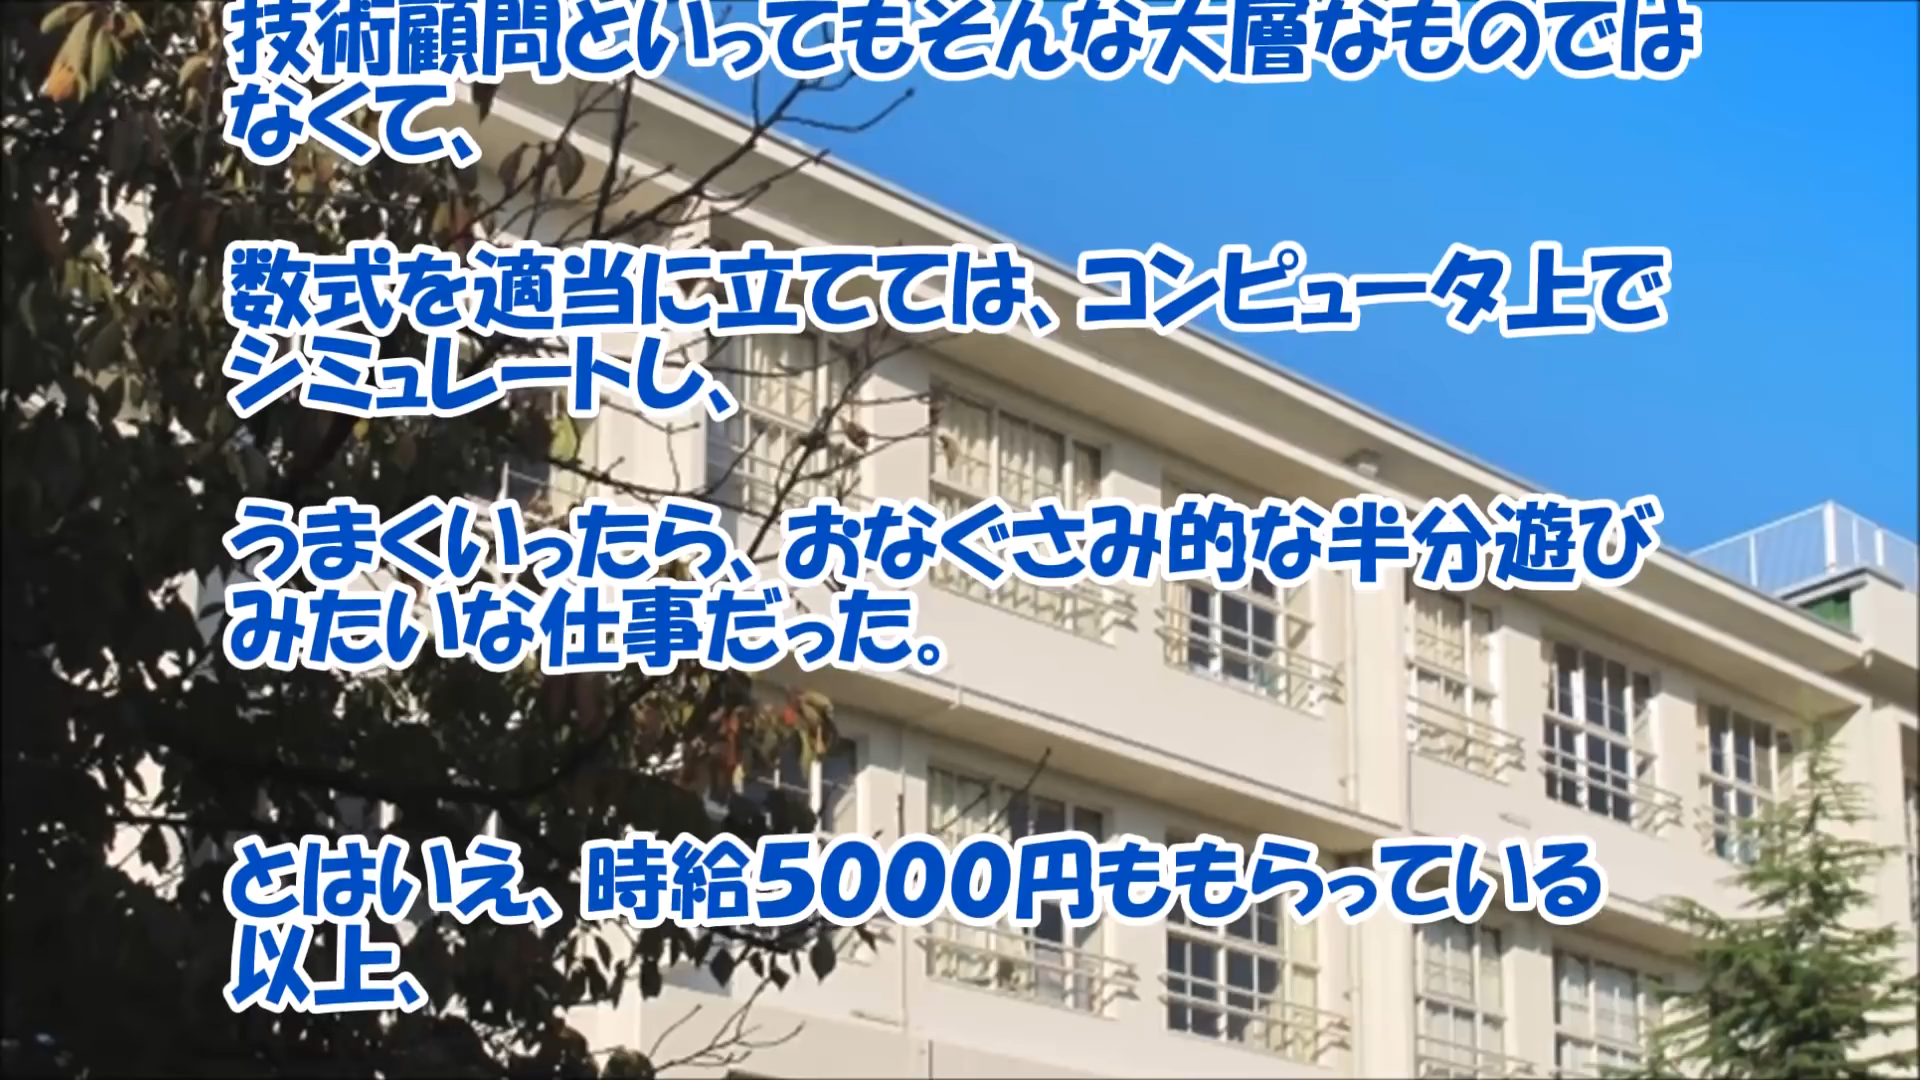 技術顧問といってもそんな大層なものでは
なくて、
数式を適当に立てては、コンピュータ上で
シミュレートし、
うまくいったら、おなぐさみ的な半分遊び
みたいな仕事だった。
とはいえ、時給5000円ももらっている
以上、